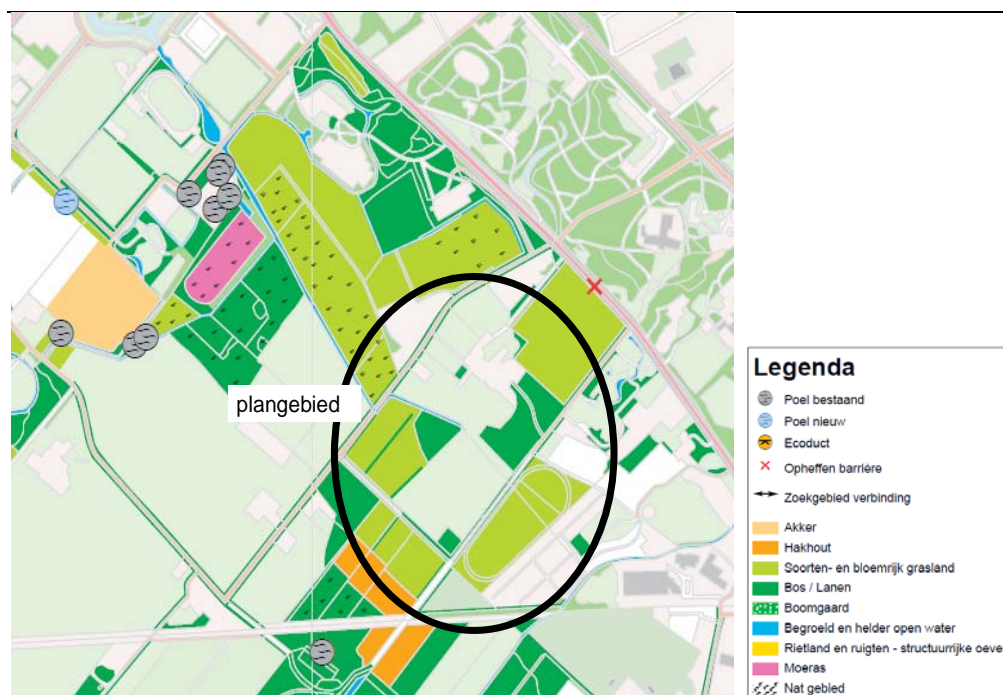 plangebied
Legenda
Poel bestaand
Poel nieuw
Ecoduct
Opheffen barrière
Zoekgebied verbinding
Akker
Hakhout
Soorten- en bloemrijk grasland
Bos / Lanen
Boomgaard
Begroeid en helder open water
Rietland en ruigten - structuurrijke oeve
Moeras
Nat gebied